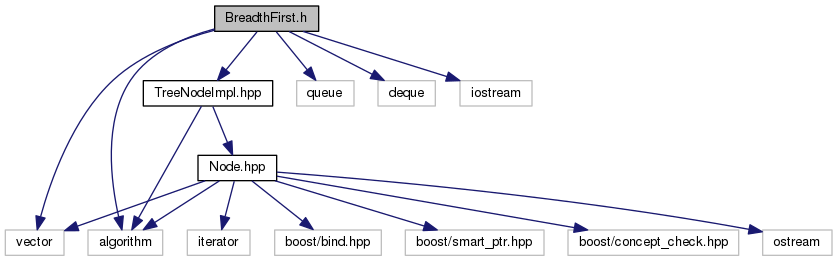 BreadthFirst.h
TreeNodeImpl.hpp
queue
deque
iostream
Node.hpp
vector
algorithm
iterator
boost/bind.hpp
boost/smart_ptr.hpp
boost/concept_check.hpp
ostream